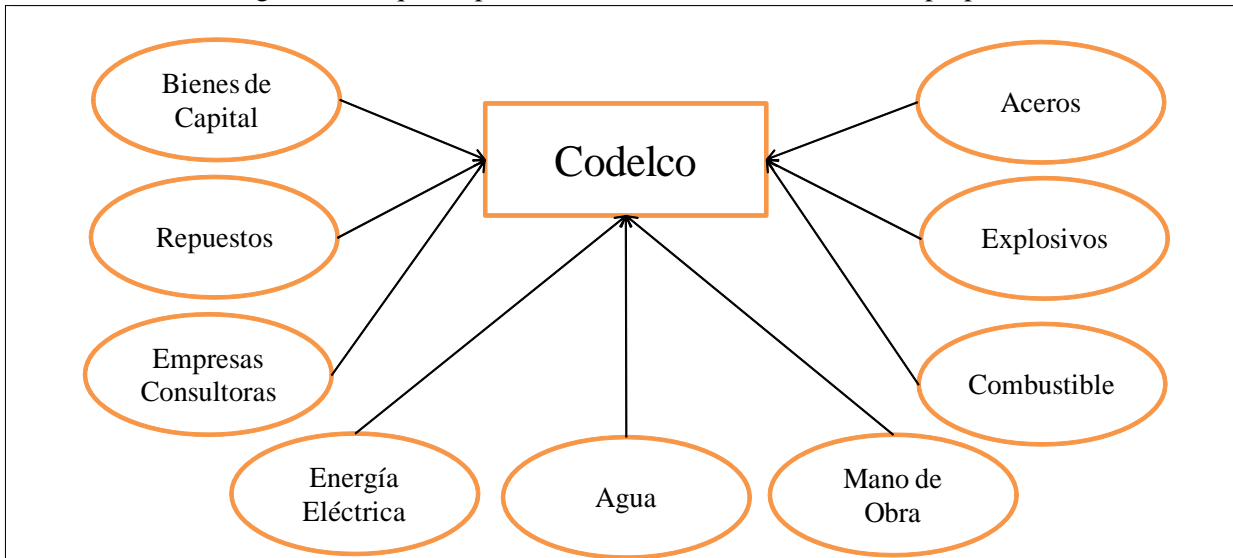 Bienes de
Capital
Codelco
Aceros
Repuestos
Explosivos
Empresas
Consultoras
Combustible
Energía
Eléctrica
Agua
Mano de
Obra